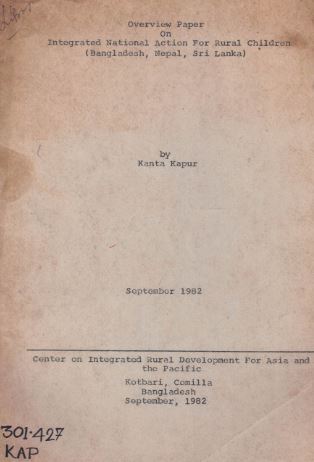 Overview Paper
On
Integrated National Action For Rural Children
(Bangladesh, Nepal, Sri Lanka)
by
Kanta Kapur
September 1982
Center on Integrated Rural Development For Asia and
the Pacific
Kotbari, Comilla
Bangladesh
September, 1982
301.427
KAP